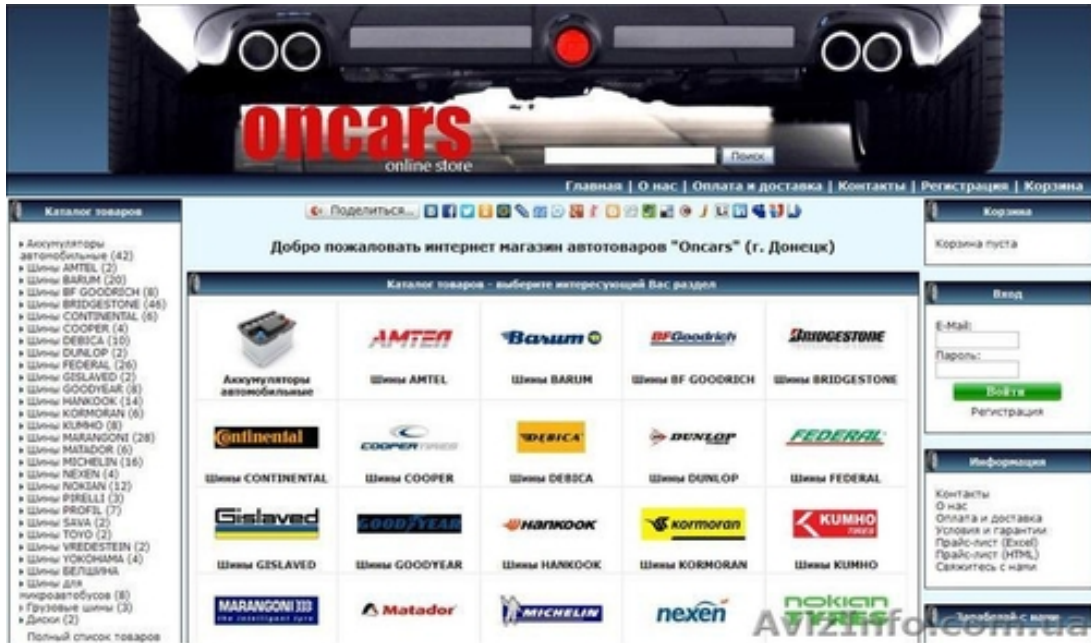 oncars
online store
Поиск
Главная | О нас | Оплата и доставка | Контакты | Регистрация | Корзина
Каталог товаров
Аккумуляторы
автомобильные (42)
Шины AMTEL (2)
Шины BARUM (20)
Шины BF GOODRICH (8)
Шины BRIDGESTONE (46)
Шины CONTINENTAL (6)
Шины COOPER (4)
Шины DEBICA (10)
Шины DUNLOP (2)
Шины FEDERAL (26)
Шины GISLAVED (2)
Шины GOODYEAR (8)
Шины HANKOOK (14)
Шины KORMORAN (6)
Шины KUMHO (8)
Шины MARANGONI (28)
Шины MATADOR (6)
Шины MICHELIN (16)
Шины NEXEN (4)
Шины NOKIAN (12)
Шины PIRELLI (3)
Шины PROFIL (7)
Шины SAVA (2)
Шины TOYO (2)
Шины VREDESTEIN (2)
Шины YOKOHAMA (4)
Шины БЕЛШИНА
Шины для
микроавтобусов (8)
Грузовые шины (3)
Диски (2)
Полный список товаров
Поделиться...
Добро пожаловать интернет магазин автотоваров "Oncars" (г. Донецк)
Каталог товаров - выберите интересующий Вас раздел
АМТЕЛ Barum BFGoodrich BRIDGESTONE
Аккумуляторы
автомобильные
Шины AMTEL Шины BARUM Шины BF GOODRICH Шины BRIDGESTONE
Continental COOPERTIRES DEBICA DUNLOP FEDERAL
Шины CONTINENTAL Шины COOPER Шины DEBICA Шины DUNLOP Шины FEDERAL
Gislaved GOODYEAR HANKOOK kormoran KUMHO
TIRES
Шины GISLAVED Шины GOODYEAR Шины HANKOOK Шины KORMORAN Шины KUMHO
MARANGONI 333 Matador MICHELIN nexen nokian
the intelligent tyre TYRES
Корзина
Корзина пуста
Вход
E-Mail:
Пароль:
Войти
Регистрация
Информация
Контакты
О нас
Оплата и доставка
Условия и гарантии
Прайс-лист (Excel)
Прайс-лист (HTML)
Свяжитесь с нами
Заработай с нами
AvizInfo.com.ua